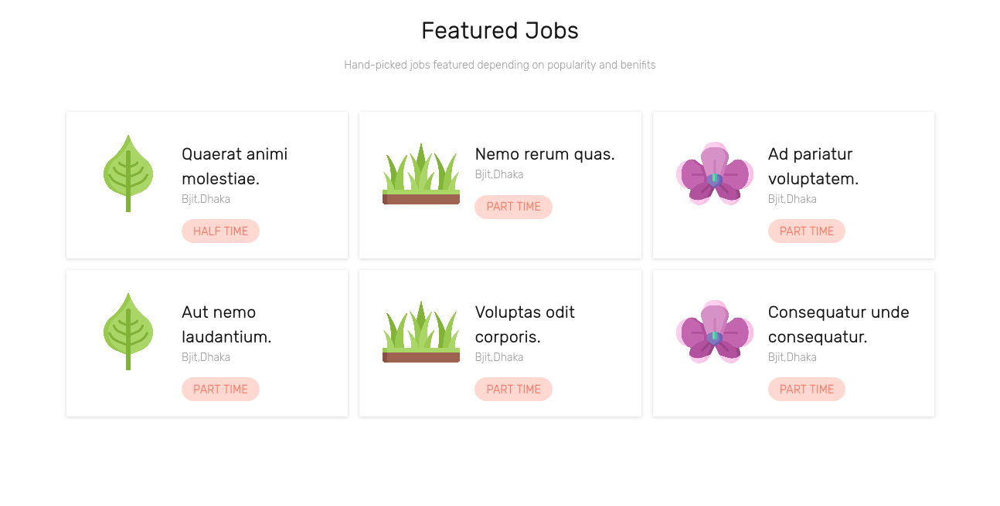 Featured Jobs
Hand-picked jobs featured depending on popularity and benifits
Quaerat animi
molestiae.
Bjit,Dhaka
HALF TIME
Nemo rerum quas.
Bjit,Dhaka
PART TIME
Ad pariatur
voluptatem.
Bjit,Dhaka
PART TIME
Aut nemo
laudantium.
Bjit,Dhaka
PART TIME
Voluptas odit
corporis.
Bjit,Dhaka
PART TIME
Consequatur unde
consequatur.
Bjit,Dhaka
PART TIME